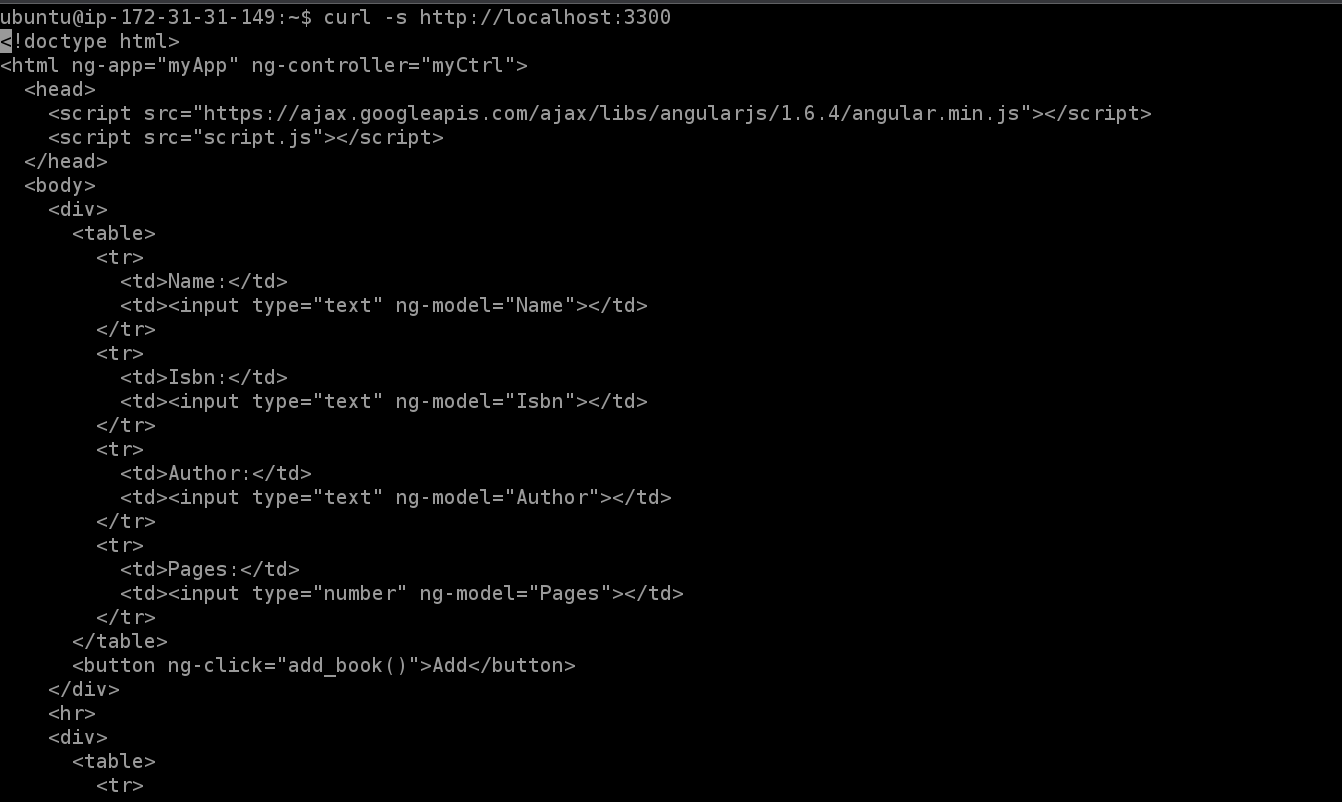 ubuntu@ip-172-31-31-149:~$ curl -s http://localhost:3300
<!doctype html>
<html ng-app="myApp" ng-controller="myCtrl">
  <head>
    <script src="https://ajax.googleapis.com/ajax/libs/angularjs/1.6.4/angular.min.js"></script>
    <script src="script.js"></script>
  </head>
  <body>
    <div>
      <table>
        <tr>
          <td>Name:</td>
          <td><input type="text" ng-model="Name"></td>
        </tr>
        <tr>
          <td>Isbn:</td>
          <td><input type="text" ng-model="Isbn"></td>
        </tr>
        <tr>
          <td>Author:</td>
          <td><input type="text" ng-model="Author"></td>
        </tr>
        <tr>
          <td>Pages:</td>
          <td><input type="number" ng-model="Pages"></td>
        </tr>
      </table>
      <button ng-click="add_book()">Add</button>
    </div>
    <hr>
    <div>
      <table>
        <tr>